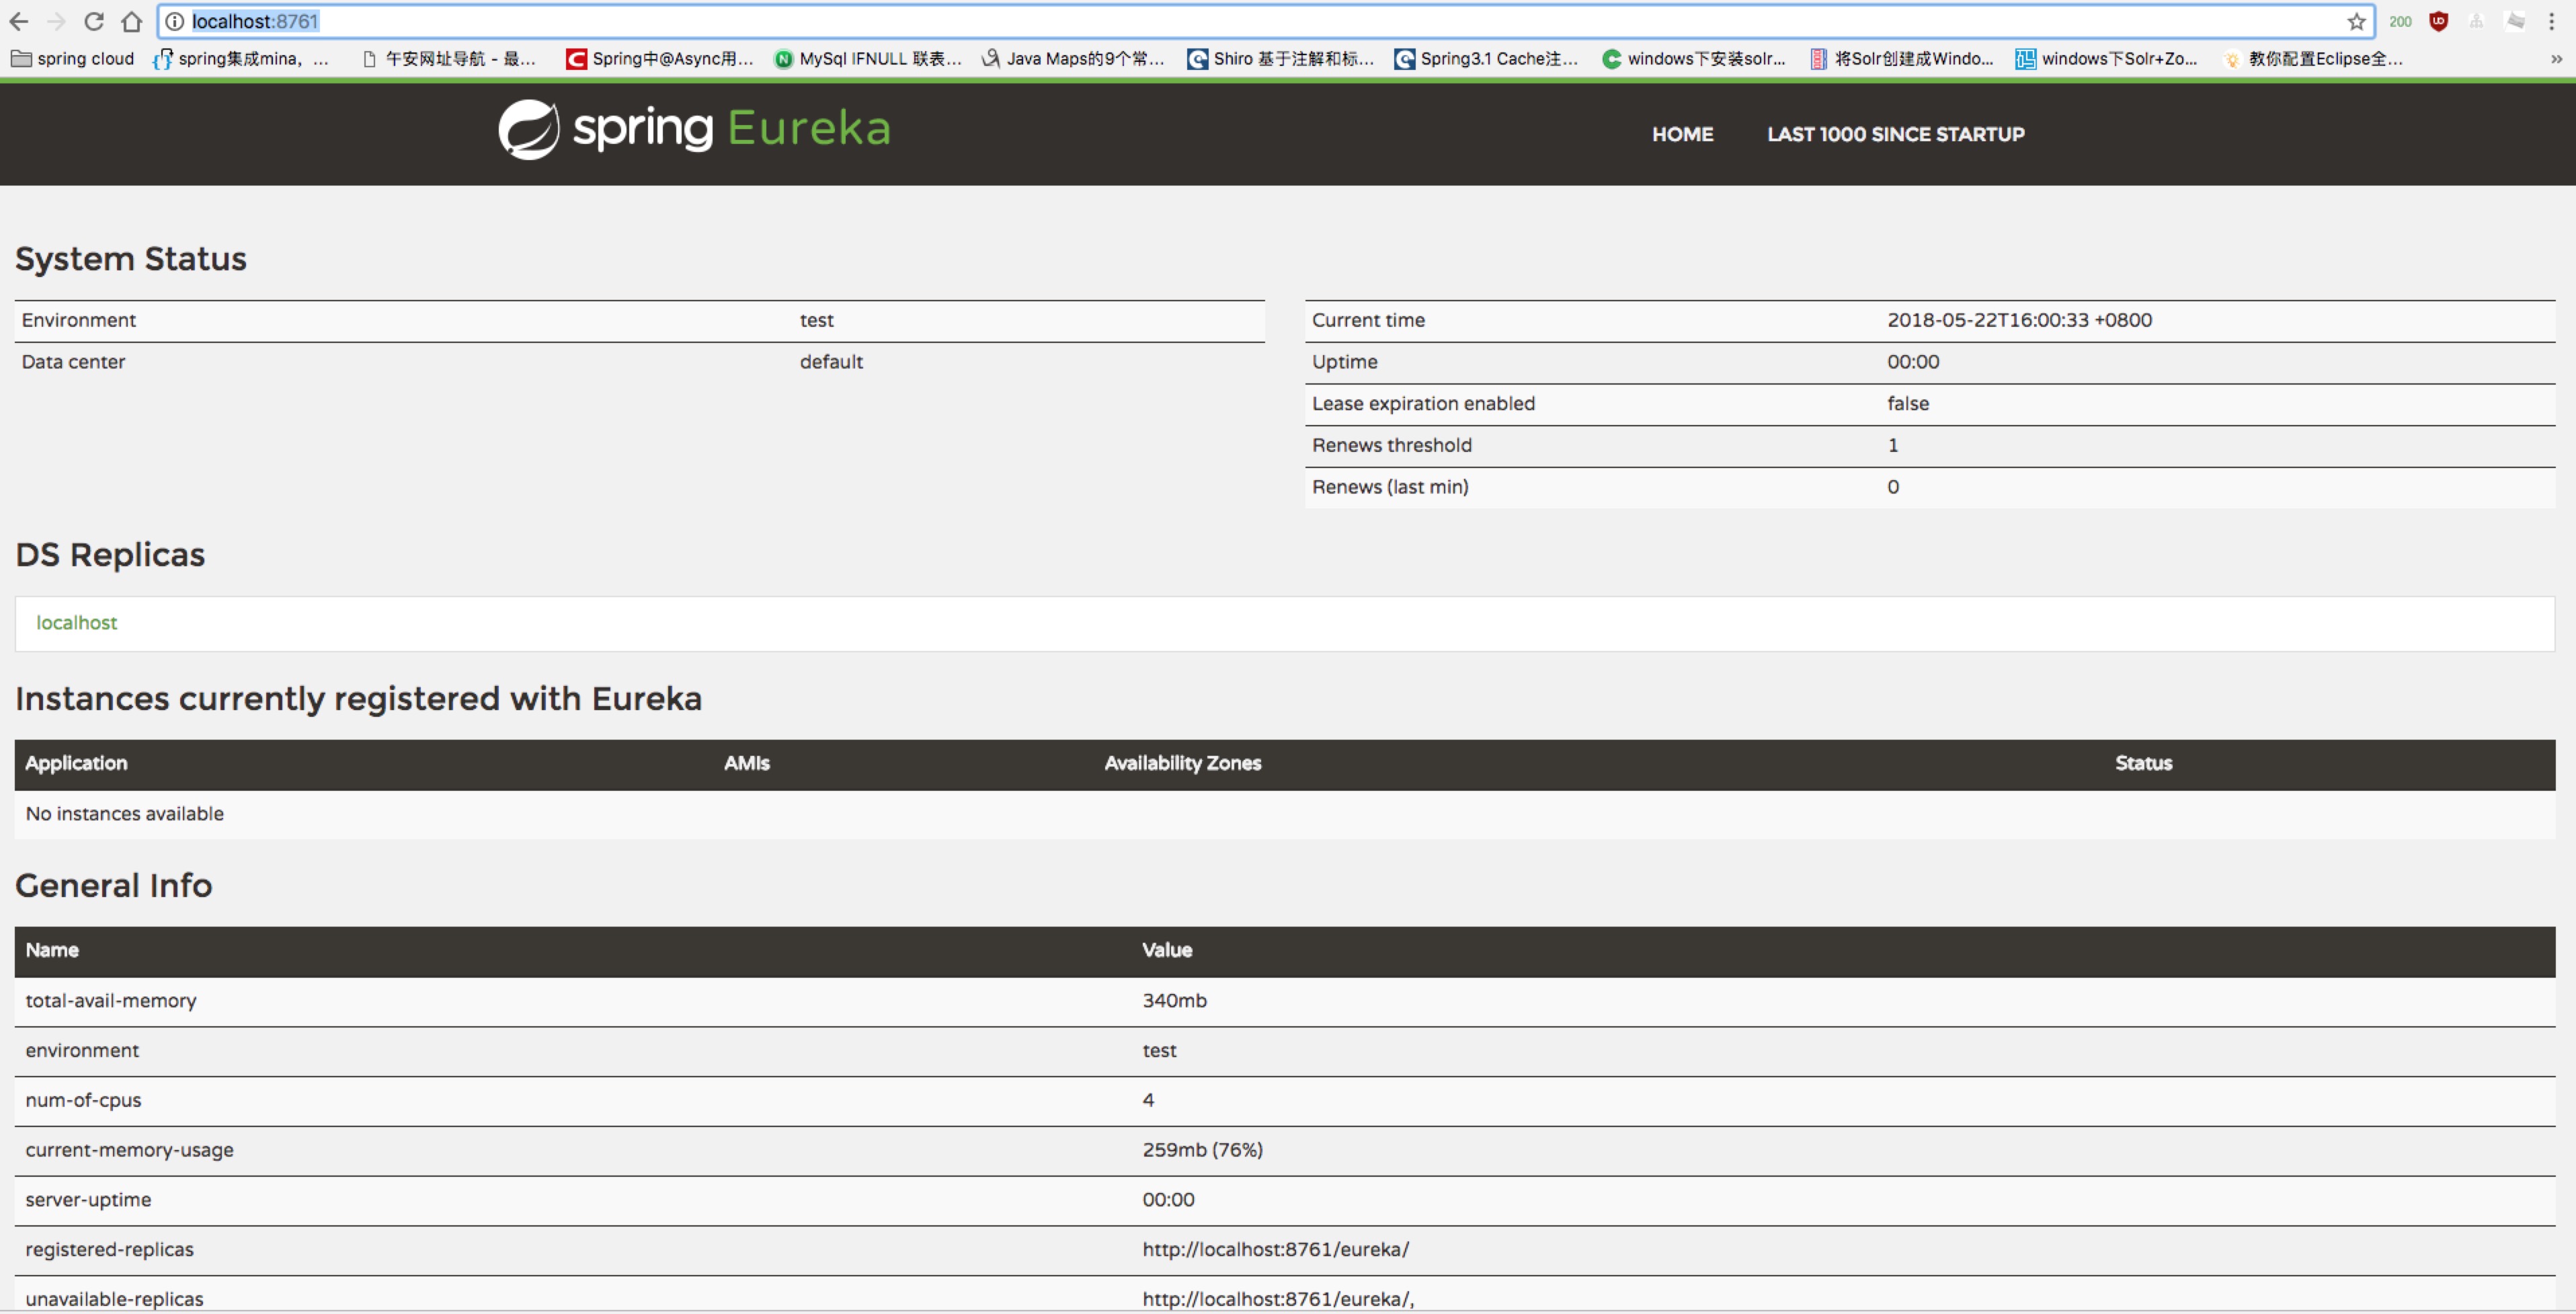 localhost:8761
200
spring cloud
spring集成mina，...
午安网址导航 - 最...
Spring中@Async用...
MySql IFNULL 联表...
Java Maps的9个常...
Shiro 基于注解和标...
Spring3.1 Cache注...
windows下安装solr...
将Solr创建成Windo...
windows下Solr+Zo...
教你配置Eclipse全...
»
spring Eureka
HOME
LAST 1000 SINCE STARTUP
System Status
Environment test
Data center default
Current time 2018-05-22T16:00:33 +0800
Uptime 00:00
Lease expiration enabled false
Renews threshold 1
Renews (last min) 0
DS Replicas
localhost
Instances currently registered with Eureka
Application AMIs Availability Zones Status
No instances available
General Info
Name Value
total-avail-memory 340mb
environment test
num-of-cpus 4
current-memory-usage 259mb (76%)
server-uptime 00:00
registered-replicas http://localhost:8761/eureka/
unavailable-replicas http://localhost:8761/eureka/,